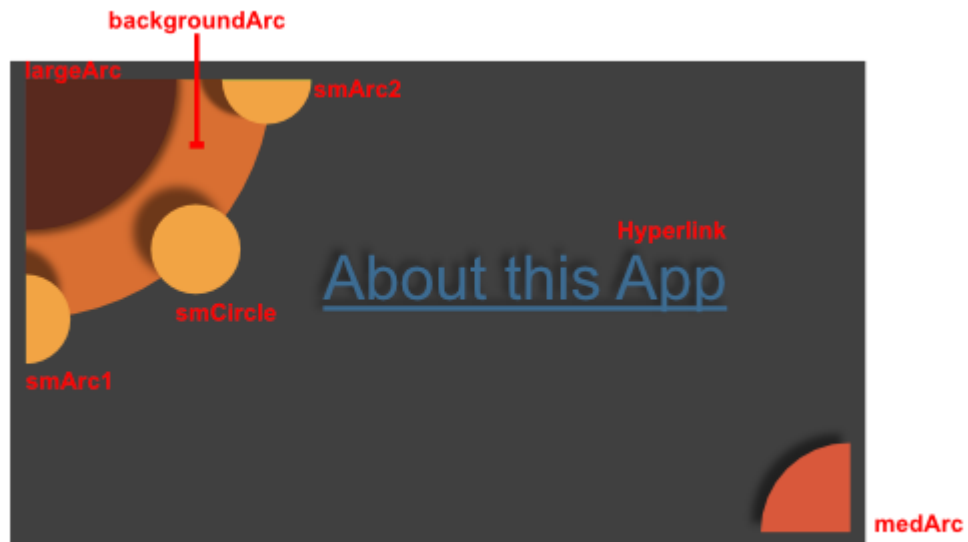 backgroundArc
largeArc
smArc2
Hyperlink
About this App
smCircle
smArc1
medArc